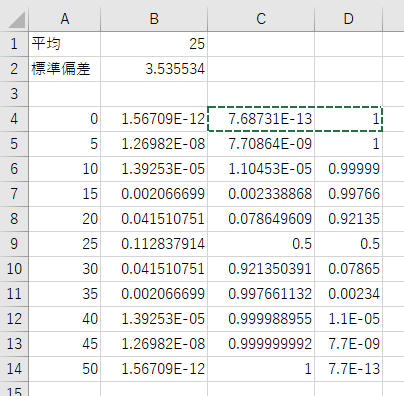 A B C D
1 平均 25
2 標準偏差 3.535534
3
4 0 1.56709E-12 7.68731E-13 1
5 5 1.26982E-08 7.70864E-09 1
6 10 1.39253E-05 1.10453E-05 0.99999
7 15 0.002066699 0.002338868 0.99766
8 20 0.041510751 0.078649609 0.92135
9 25 0.112837914 0.5 0.5
10 30 0.041510751 0.921350391 0.07865
11 35 0.002066699 0.997661132 0.00234
12 40 1.39253E-05 0.999988955 1.1E-05
13 45 1.26982E-08 0.999999992 7.7E-09
14 50 1.56709E-12 1 7.7E-13
15